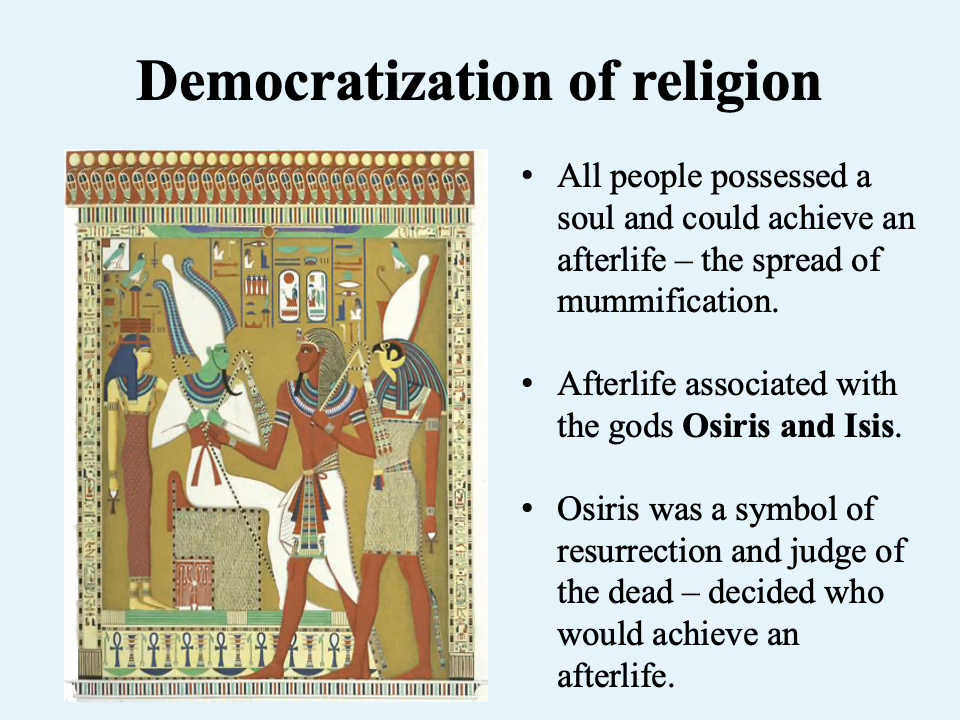 Democratization of religion
• All people possessed a
soul and could achieve an
afterlife – the spread of
mummification.
• Afterlife associated with
the gods Osiris and Isis.
• Osiris was a symbol of
resurrection and judge of
the dead – decided who
would achieve an
afterlife.